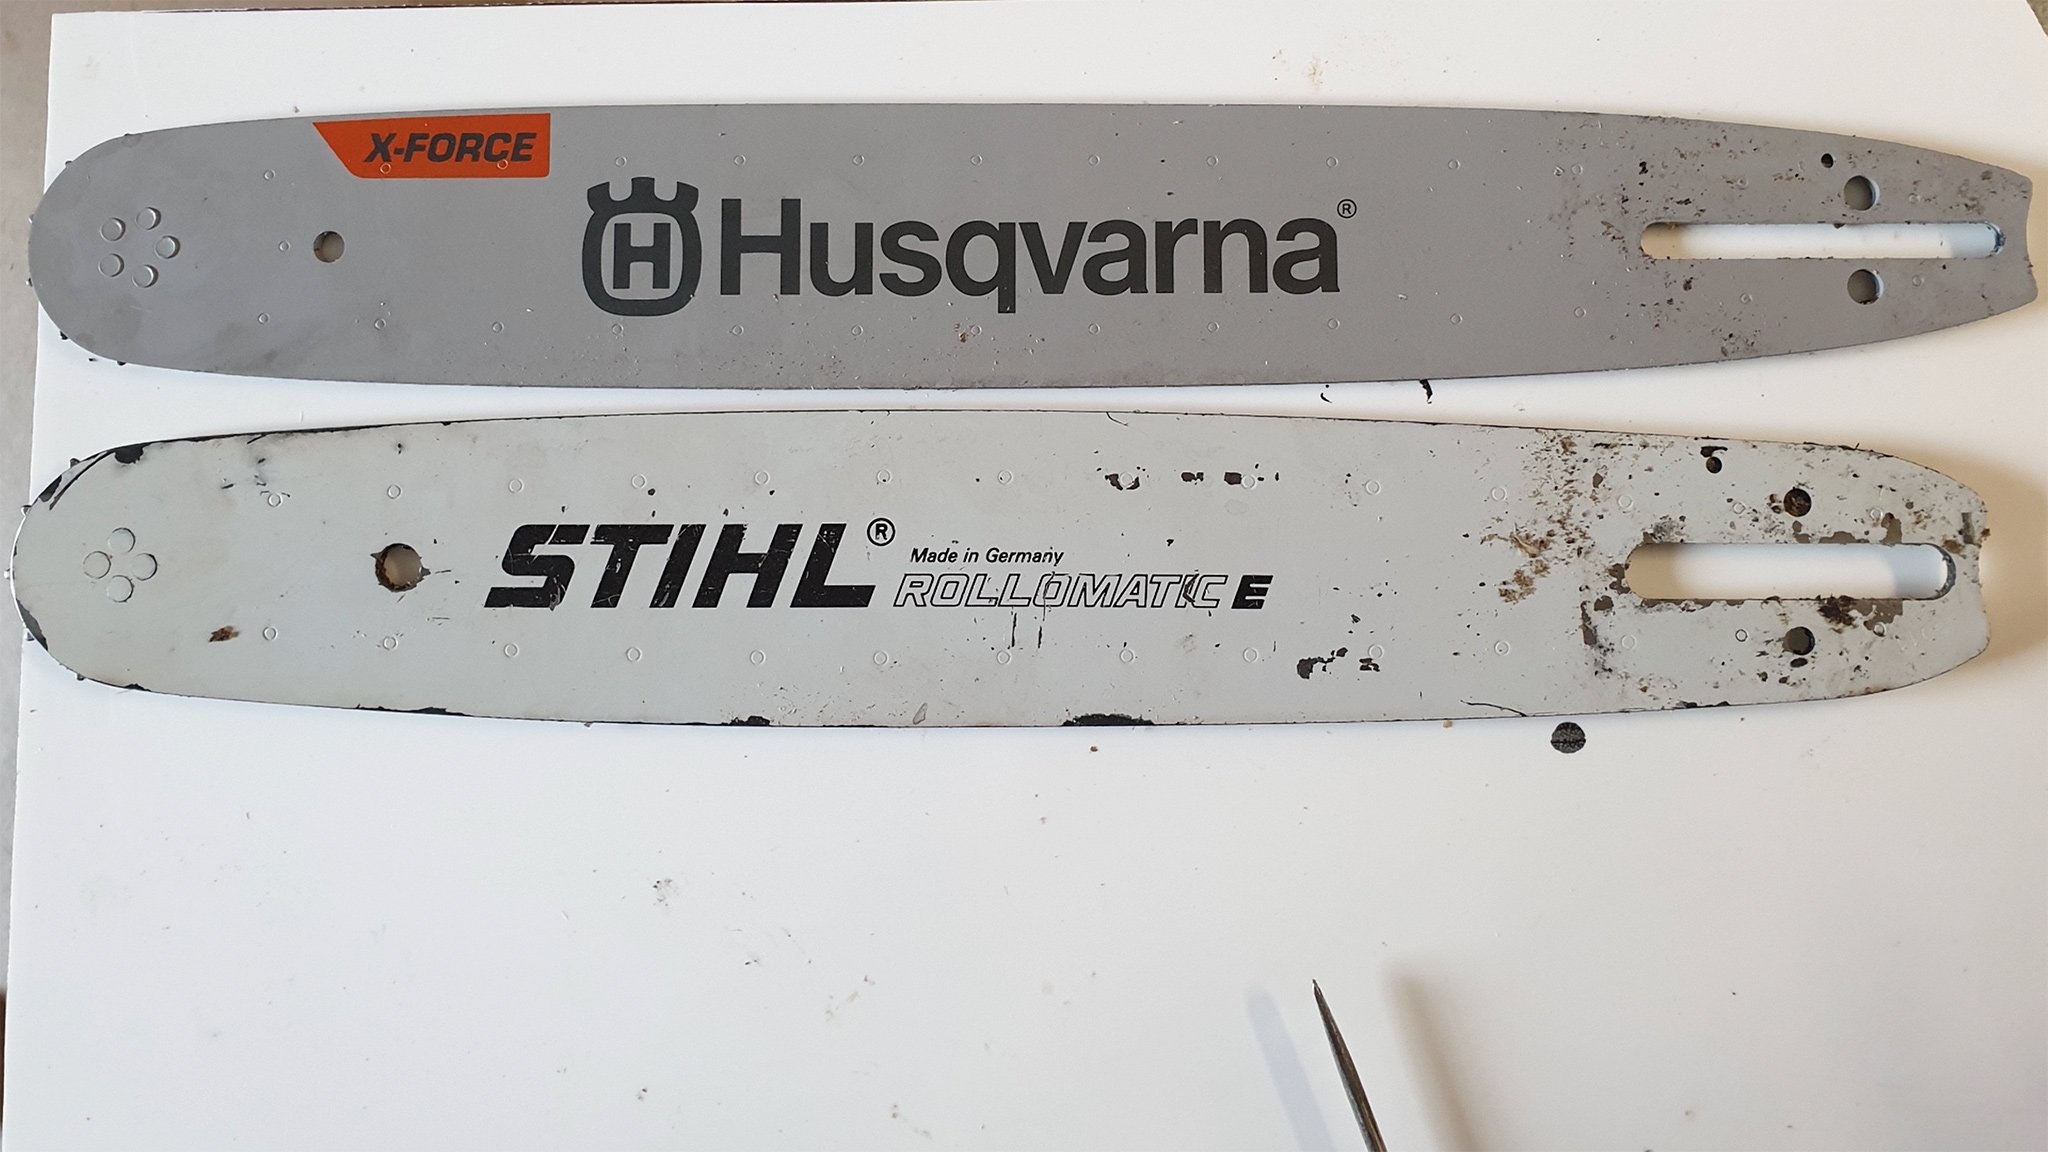 X-FORCE
H Husqvarna®
STIHL®
Made in Germany
ROLLOMATIC E